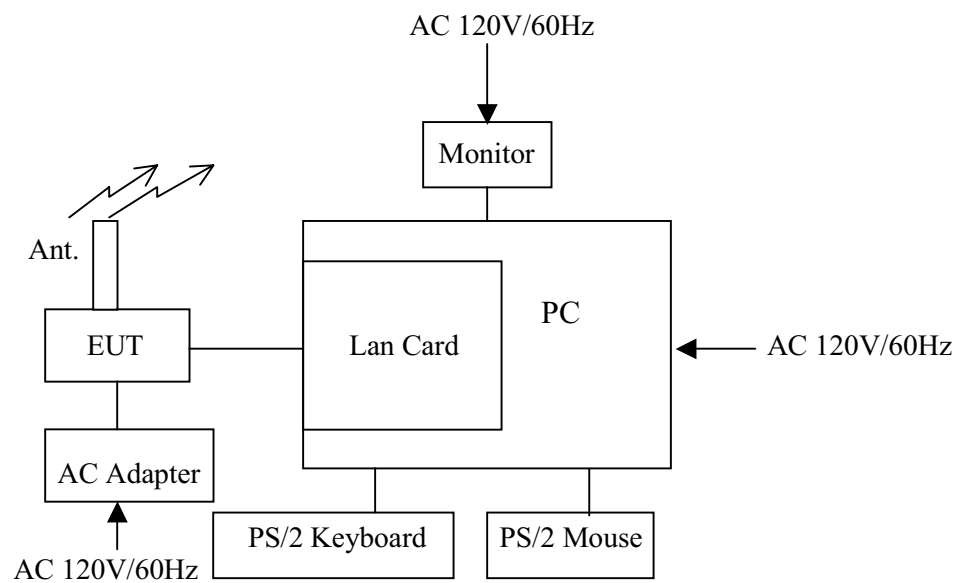 AC 120V/60Hz
Monitor
Ant.
PC
EUT
Lan Card
AC 120V/60Hz
AC Adapter
PS/2 Keyboard
PS/2 Mouse
AC 120V/60Hz